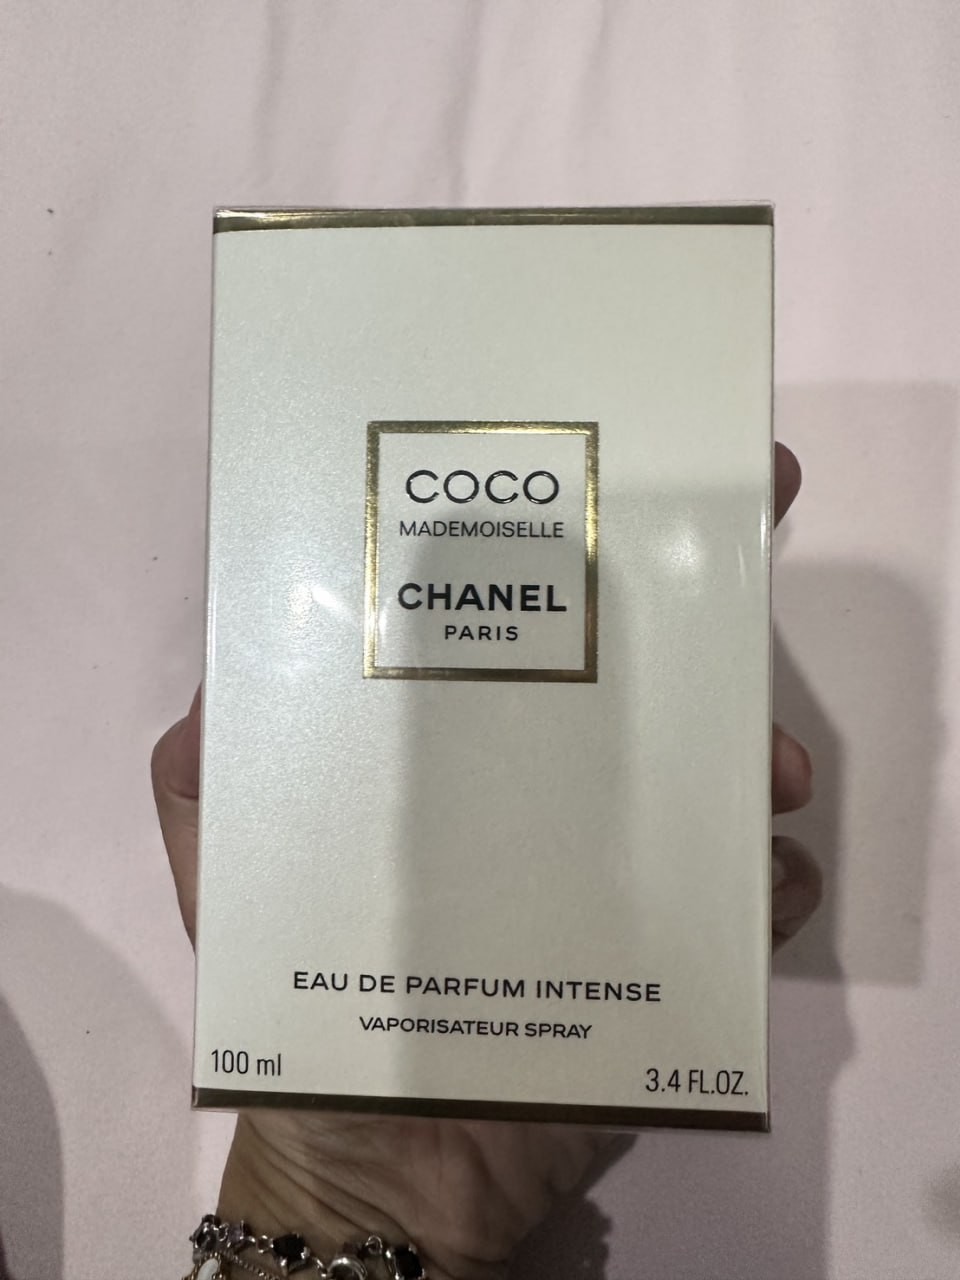 COCO
MADEMOISELLE
CHANEL
PARIS
EAU DE PARFUM INTENSE
VAPORISATEUR SPRAY
100 ml
3.4 FL.OZ.